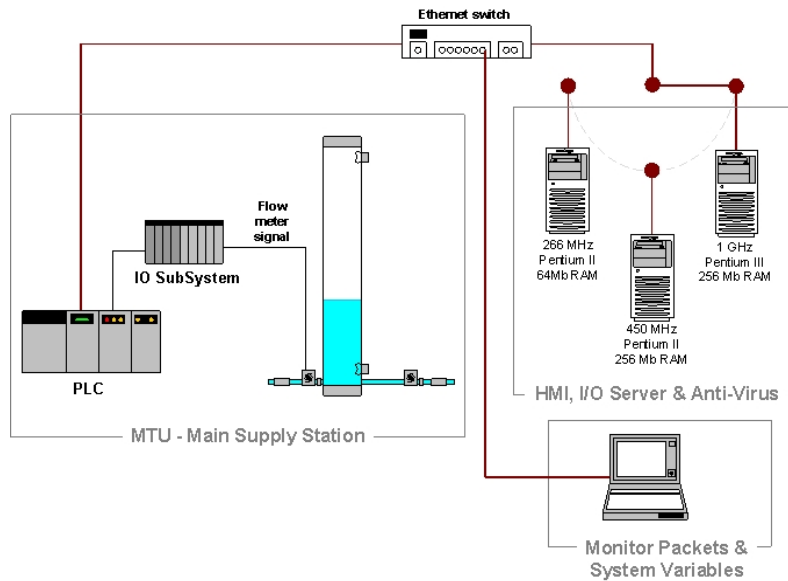 Ethernet switch
Flow
meter
signal
IO SubSystem
PLC
MTU - Main Supply Station
266 MHz
Pentium II
64Mb RAM
450 MHz
Pentium II
256 Mb RAM
1 GHz
Pentium III
256 Mb RAM
HMI, I/O Server & Anti-Virus
Monitor Packets &
System Variables